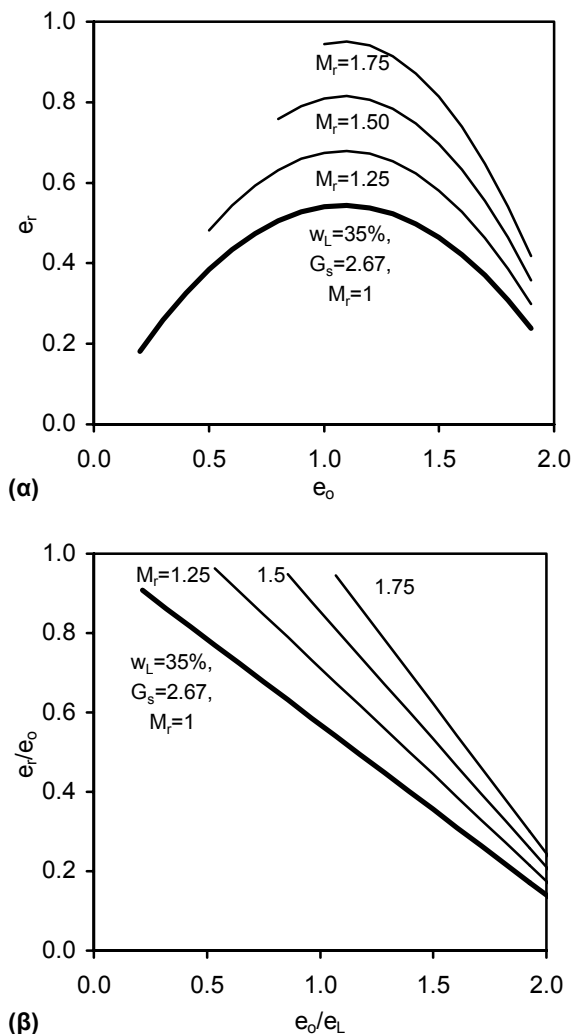 1.0
0.8
0.6
0.4
0.2
0.0
e_r
M_r=1.75
M_r=1.50
M_r=1.25
w_L=35%,
G_s=2.67,
M_r=1
0.0 0.5 1.0 1.5 2.0
(α) e_o
1.0
0.8
0.6
0.4
0.2
0.0
e_r/e_o
M_r=1.25 1.5 1.75
w_L=35%,
G_s=2.67,
M_r=1
0.0 0.5 1.0 1.5 2.0
(β) e_o/e_L